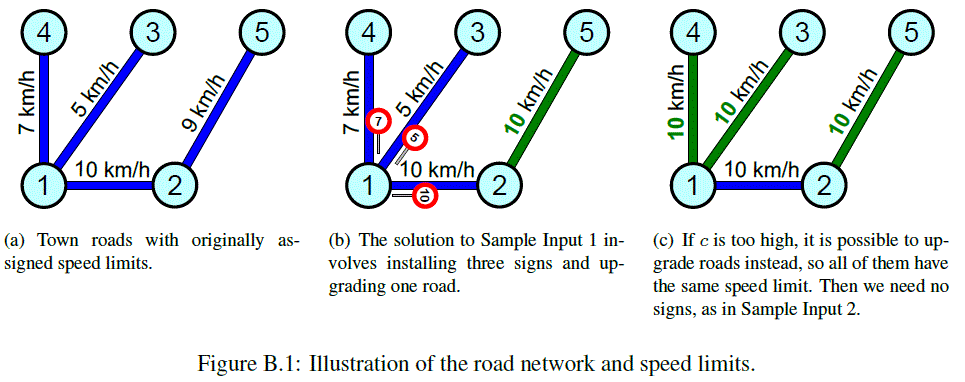 4
3
5
7 km/h
5 km/h
9 km/h
10 km/h
1
2
4
3
5
7 km/h
5 km/h
10 km/h
7
5
10 km/h
10
1
2
4
3
5
10 km/h
10 km/h
10 km/h
10 km/h
1
2
(a) Town roads with originally as-
signed speed limits.
(b) The solution to Sample Input 1 in-
volves installing three signs and up-
grading one road.
(c) If c is too high, it is possible to up-
grade roads instead, so all of them have
the same speed limit. Then we need no
signs, as in Sample Input 2.
Figure B.1: Illustration of the road network and speed limits.